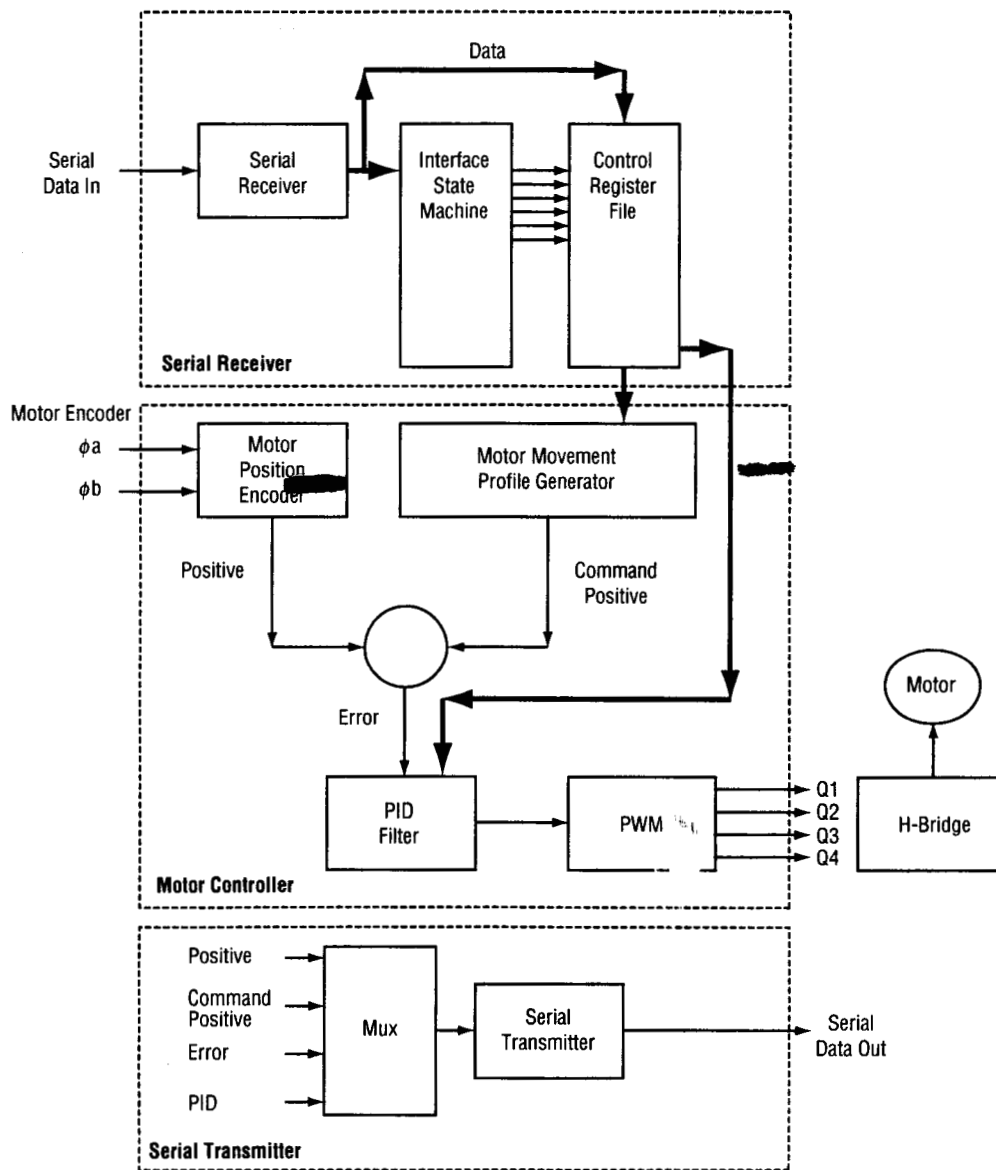 Data
Serial
Data In
Serial
Receiver
Interface
State
Machine
Control
Register
File
Serial Receiver
Motor Encoder
ϕa
ϕb
Motor
Position
Encoder
Motor Movement
Profile Generator
Positive
Command
Positive
Error
Motor
PID
Filter
PWM
Q1
Q2
Q3
Q4
H-Bridge
Motor Controller
Positive
Command
Positive
Error
PID
Mux
Serial
Transmitter
Serial
Data Out
Serial Transmitter